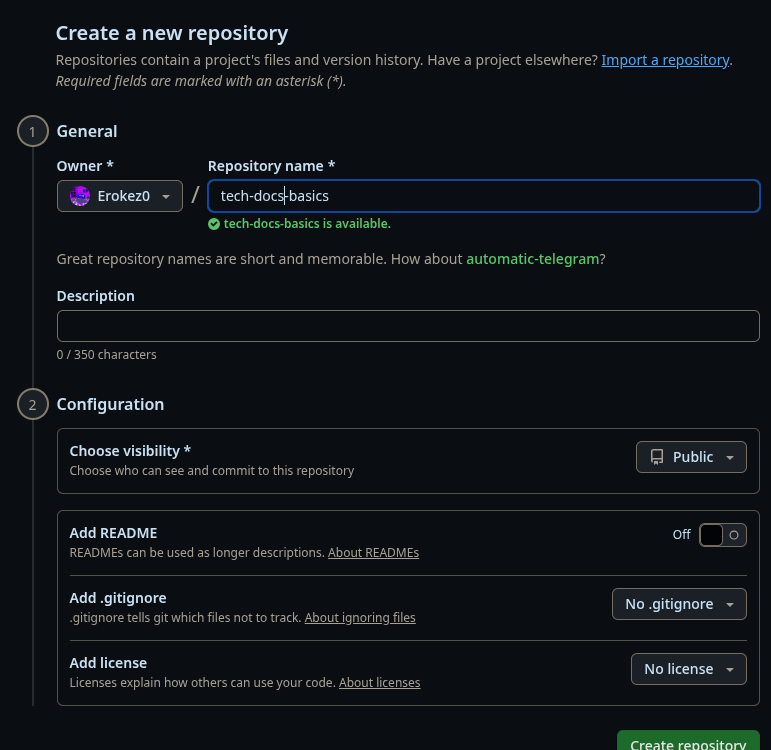 Create a new repository
Repositories contain a project's files and version history. Have a project elsewhere? Import a repository.
Required fields are marked with an asterisk (*).
1 General
Owner * Repository name *
Erokez0 / tech-docs-basics
tech-docs-basics is available.
Great repository names are short and memorable. How about automatic-telegram?
Description
0 / 350 characters
2 Configuration
Choose visibility * Public
Choose who can see and commit to this repository
Add README Off
READMEs can be used as longer descriptions. About READMEs
Add .gitignore No .gitignore
.gitignore tells git which files not to track. About ignoring files
Add license No license
Licenses explain how others can use your code. About licenses
Create repository